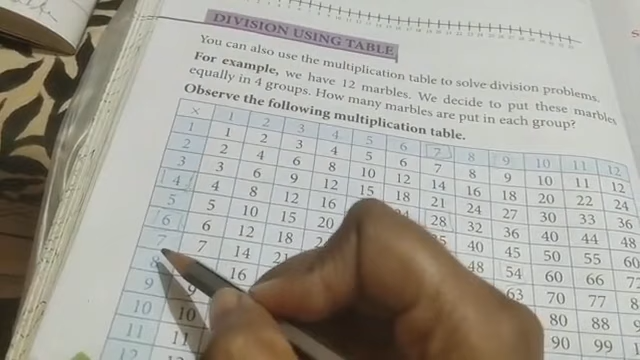 DIVISION USING TABLE
You can also use the multiplication table to solve division problems.
For example, we have 12 marbles. We decide to put these marbles
equally in 4 groups. How many marbles are put in each group?
Observe the following multiplication table.
× 1 2 3 4 5 6 7 8 9 10 11 12
1 1 2 3 4 5 6 7 8 9 10 11 12
2 2 4 6 8 10 12 14 16 18 20 22 24
3 3 6 9 12 15 18 21 24 27 30 33 36
4 4 8 12 16 24 28 32 36 40 44 48
5 5 10 15 20 35 40 45 50 55 60
6 6 12 18 48 54 60 66
7 7 14 21 63 70 77
8 16 80 88
9 9 90 99
10 10
11 11
12